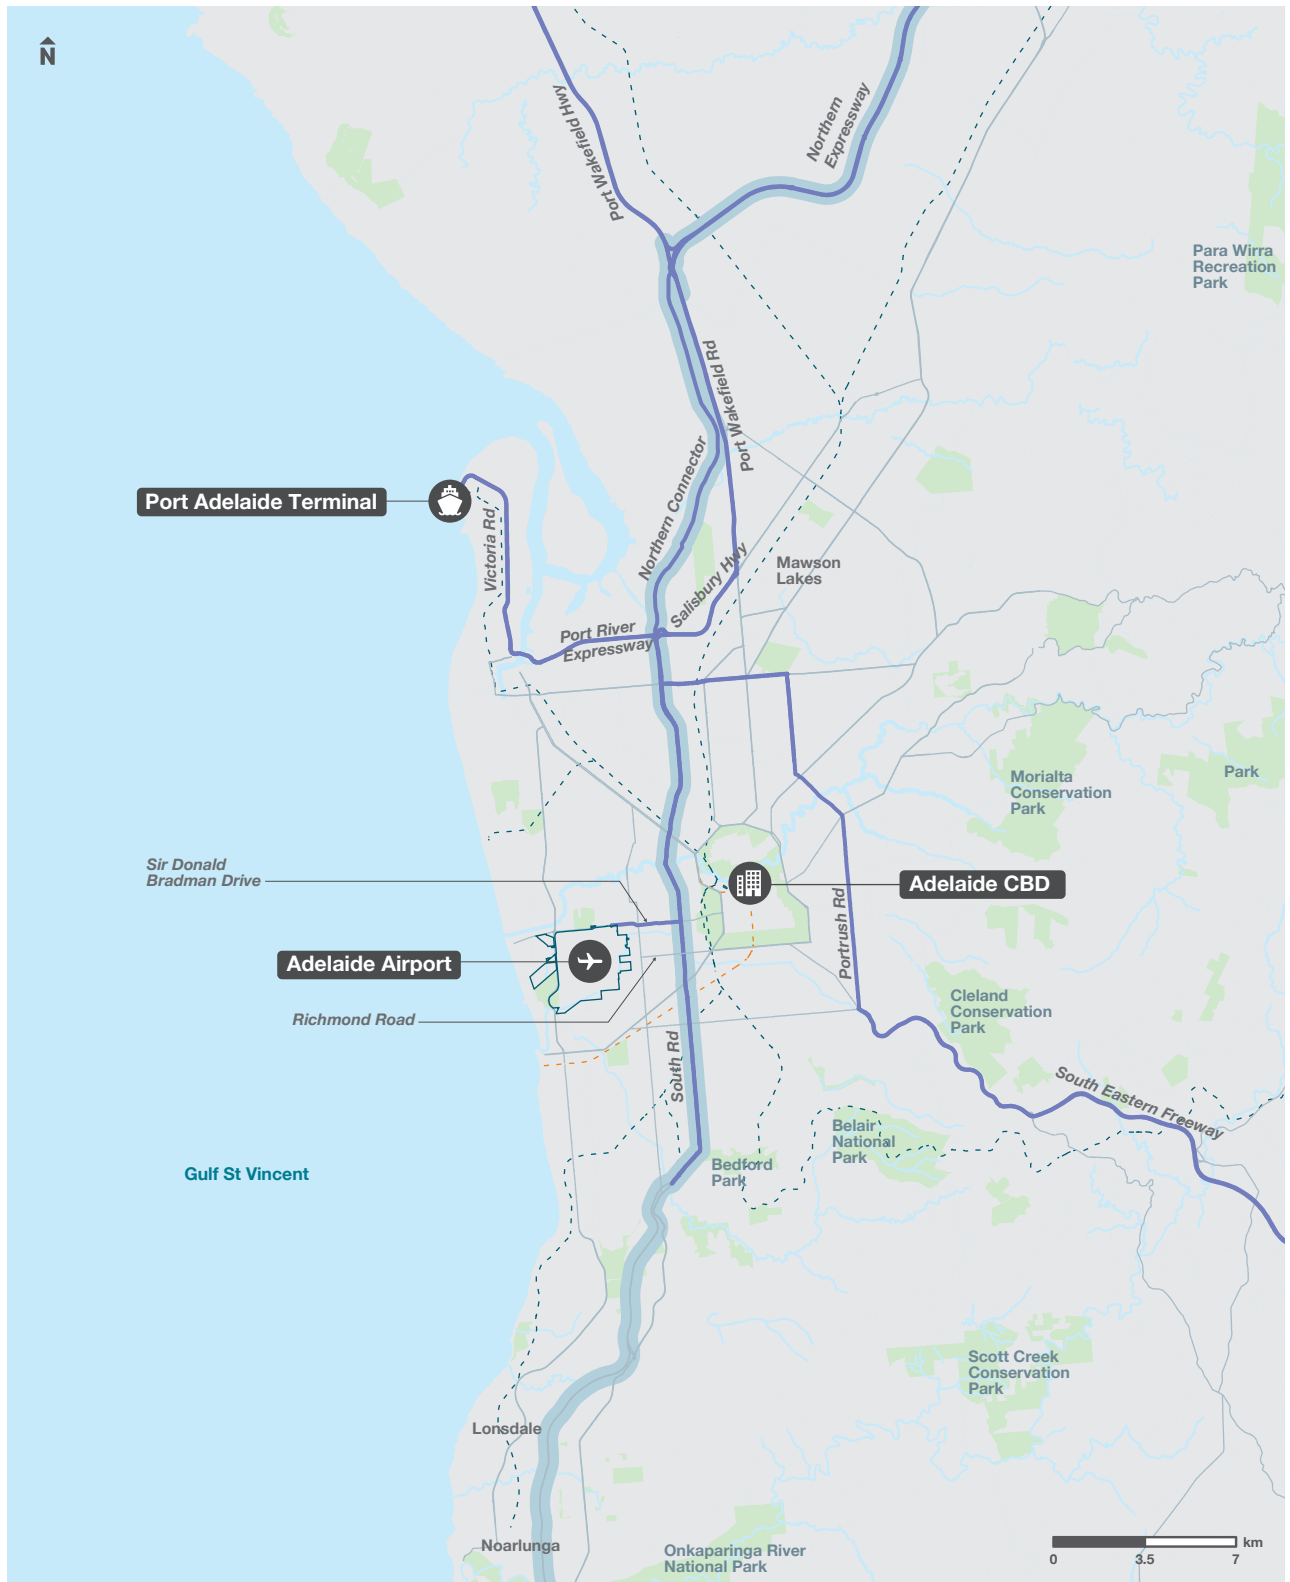 N
Port Wakefield Hwy
Northern
Expressway
Para Wirra
Recreation
Park
Port Wakefield Rd
Northern Connector
Port Adelaide Terminal
Victoria Rd
Salisbury Hwy
Mawson
Lakes
Port River
Expressway
Morialta
Conservation
Park
Park
Sir Donald
Bradman Drive
Adelaide CBD
Portrush Rd
Adelaide Airport
Richmond Road
Cleland
Conservation
Park
South Rd
South Eastern Freeway
Belair
National
Park
Bedford
Park
Gulf St Vincent
Scott Creek
Conservation
Park
Lonsdale
Noarlunga
Onkaparinga River
National Park
km
0 3.5 7